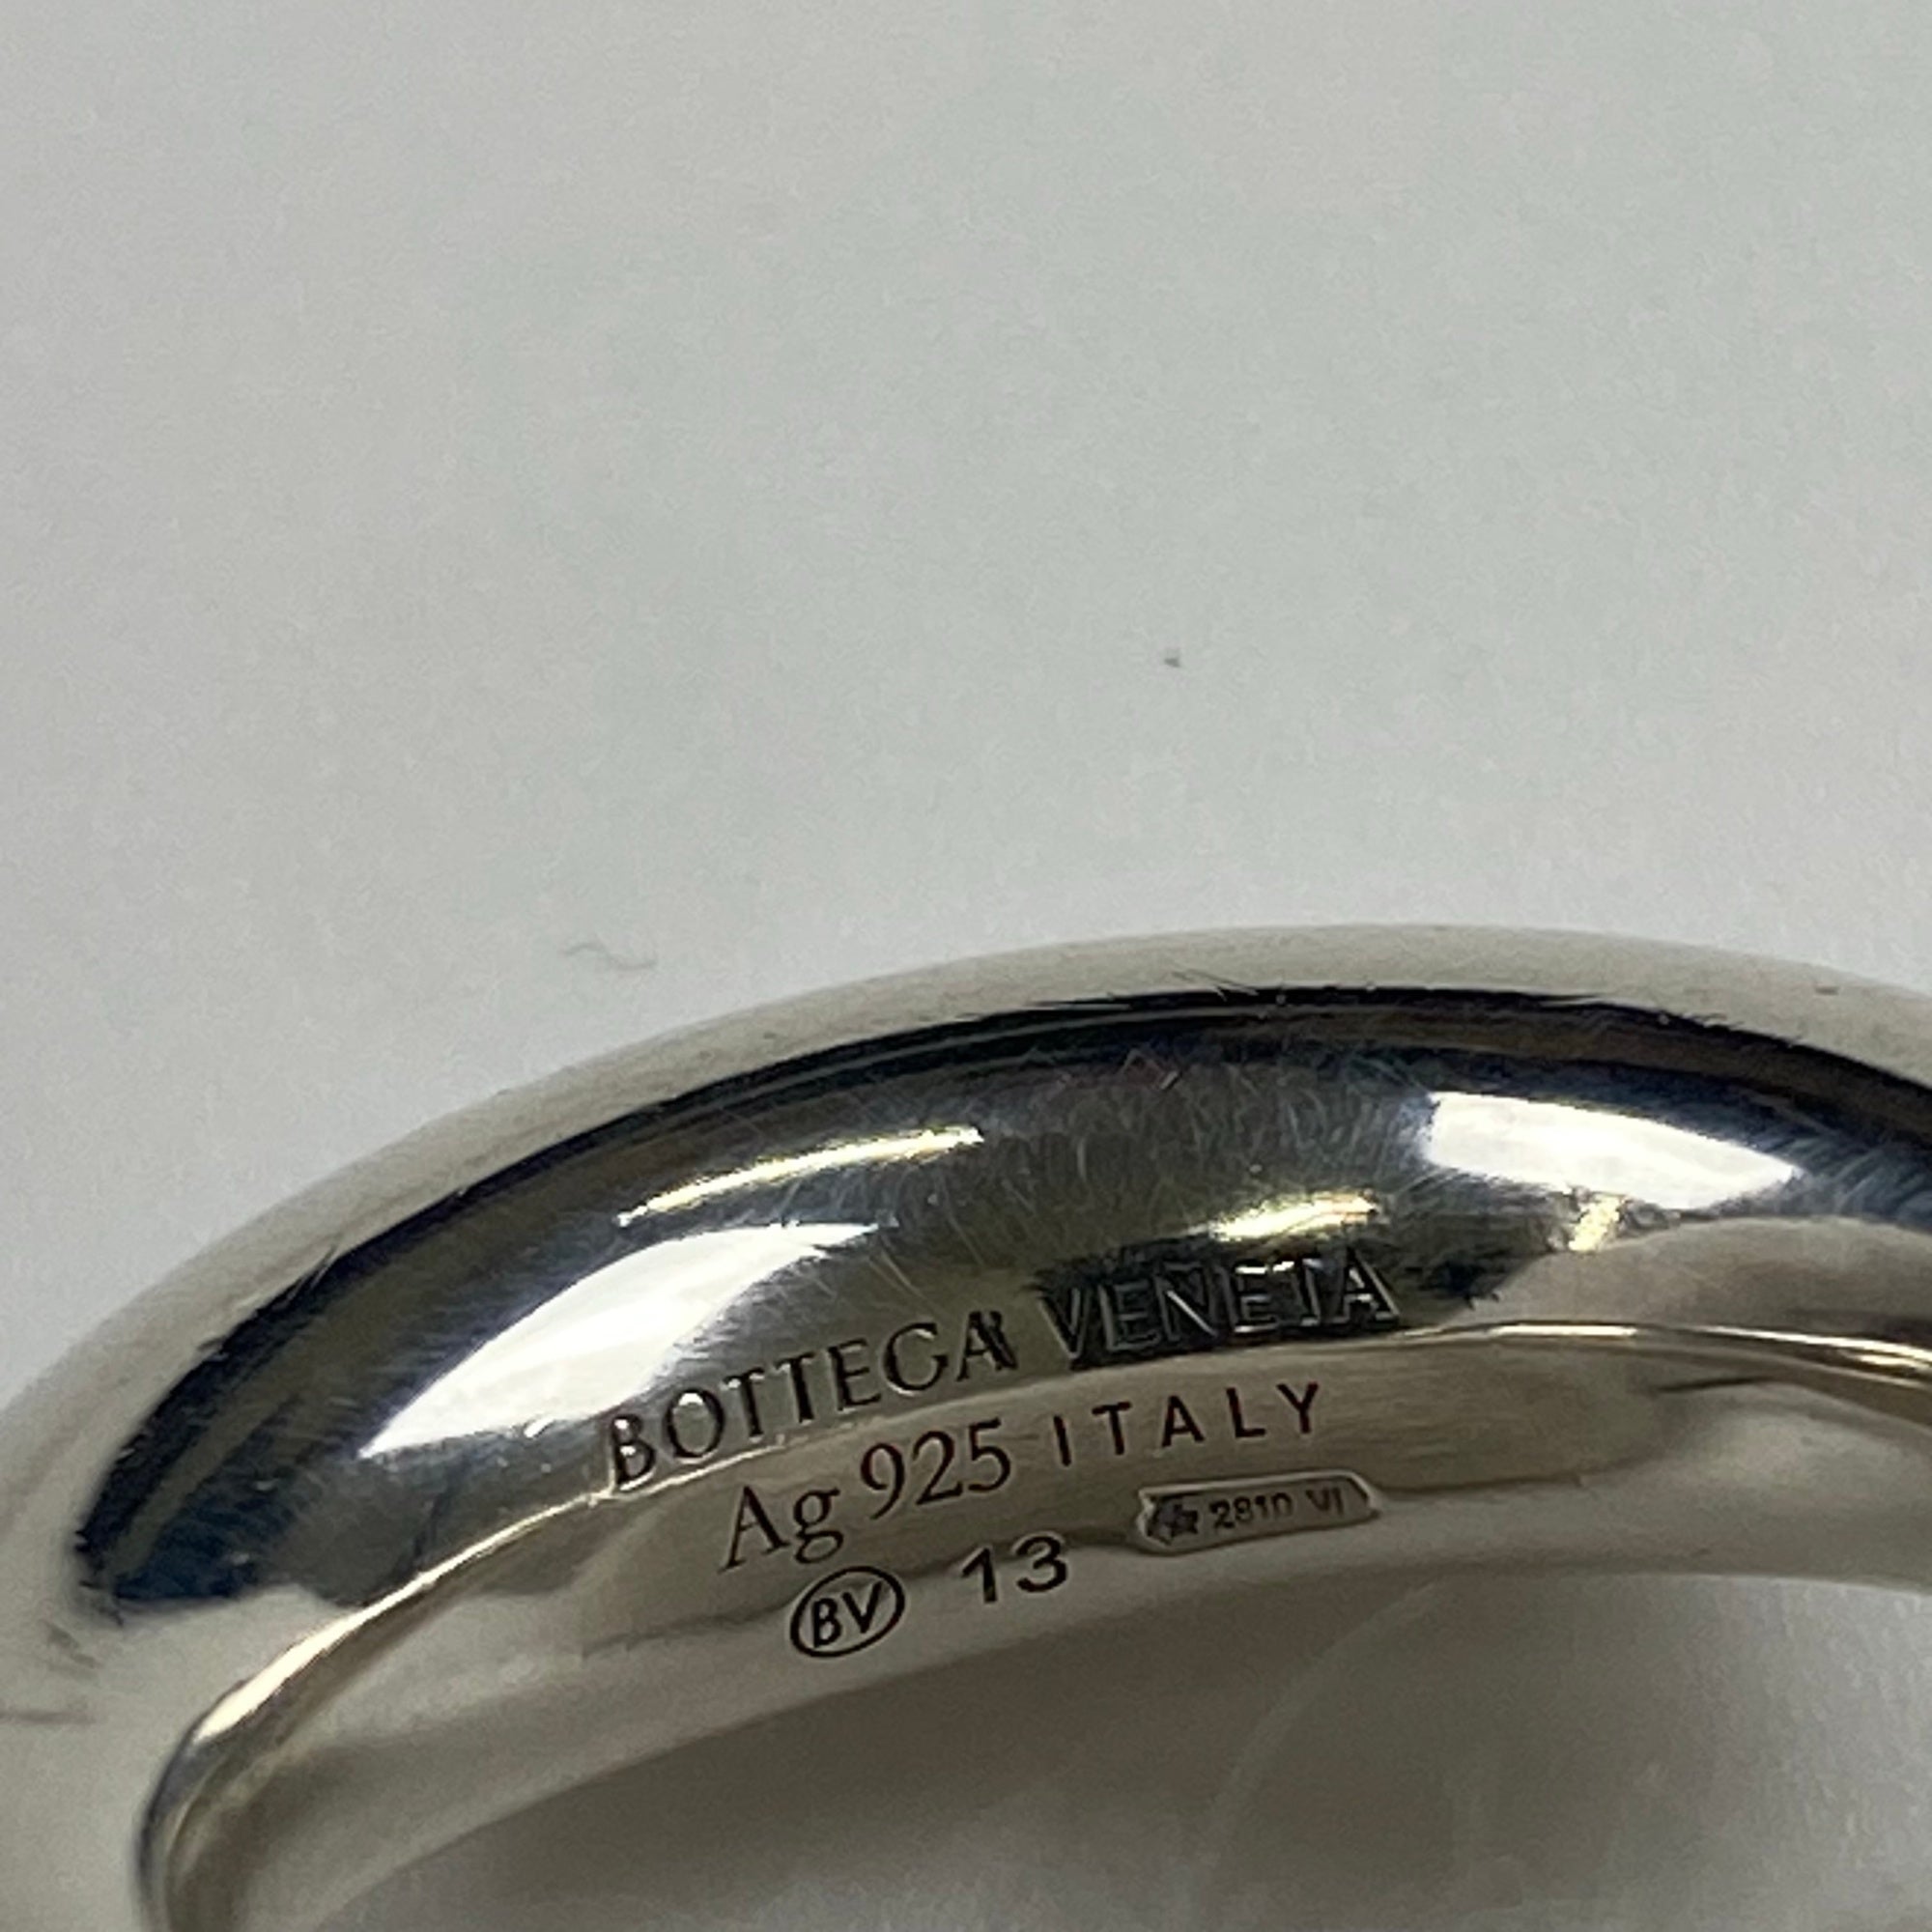 BOTTEGA VENETA
Ag 925 ITALY
BV 13 2810 VI